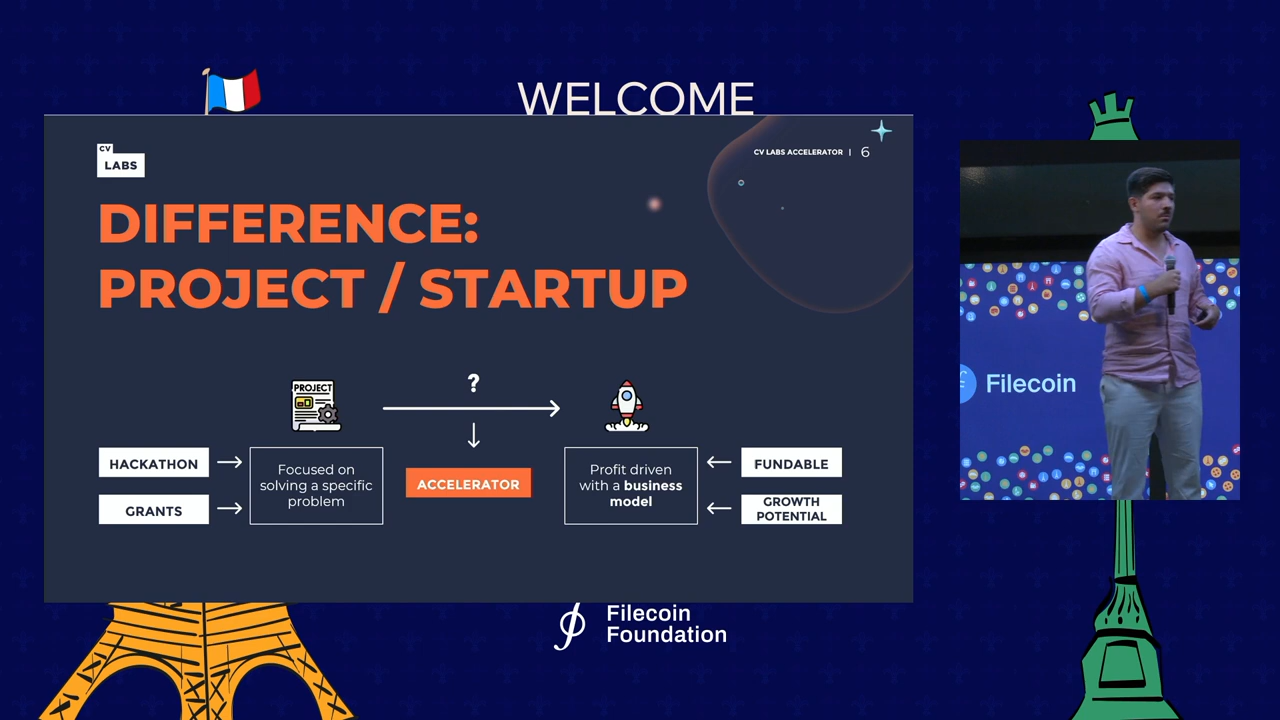 WELCOME
CV
LABS
CV LABS ACCELERATOR | 6
DIFFERENCE:
PROJECT / STARTUP
PROJECT
?
HACKATHON
GRANTS
Focused on
solving a specific
problem
ACCELERATOR
Profit driven
with a business
model
FUNDABLE
GROWTH
POTENTIAL
Filecoin
Filecoin
Foundation